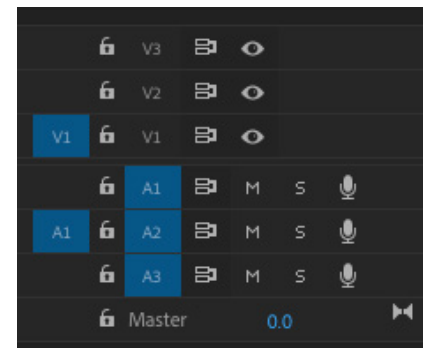 V3
V2
V1 V1
A1 M S
A1 A2 M S
A3 M S
Master 0.0